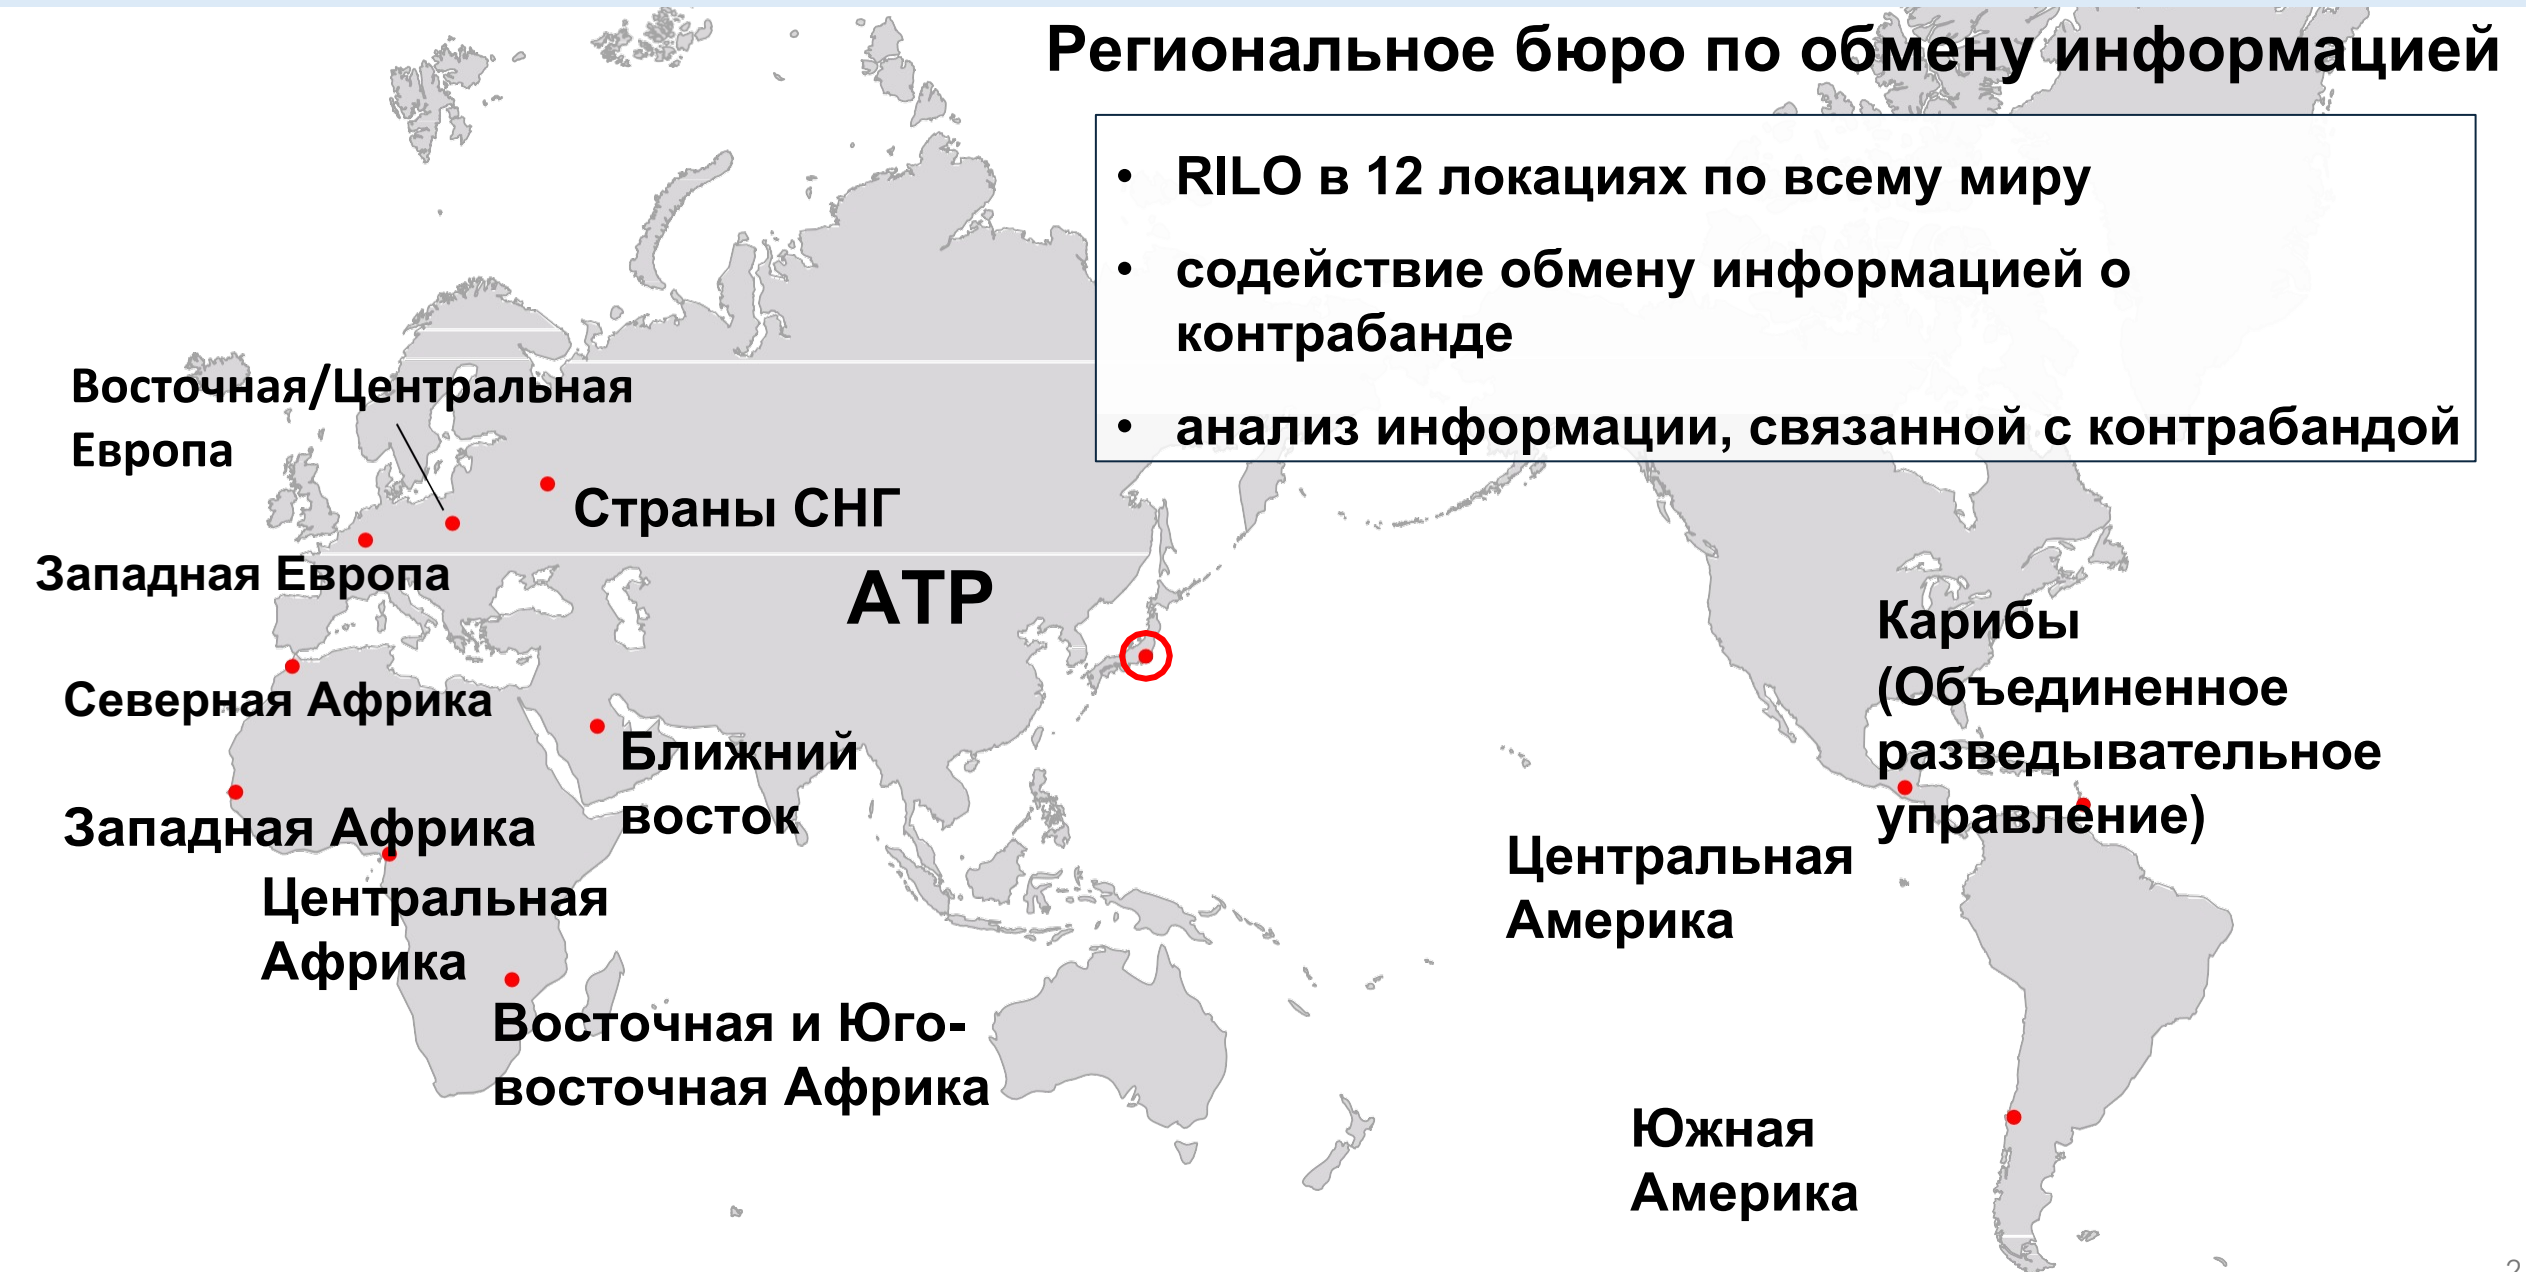 Региональное бюро по обмену информацией
• RILO в 12 локациях по всему миру
• содействие обмену информацией о
контрабанде
• анализ информации, связанной с контрабандой
Восточная/Центральная
Европа
Страны СНГ
Западная Европа
АТР
Карибы
(Объединенное
разведывательное
управление)
Северная Африка
Ближний
восток
Западная Африка
Центральная
Америка
Центральная
Африка
Восточная и Юго-
восточная Африка
Южная
Америка
2